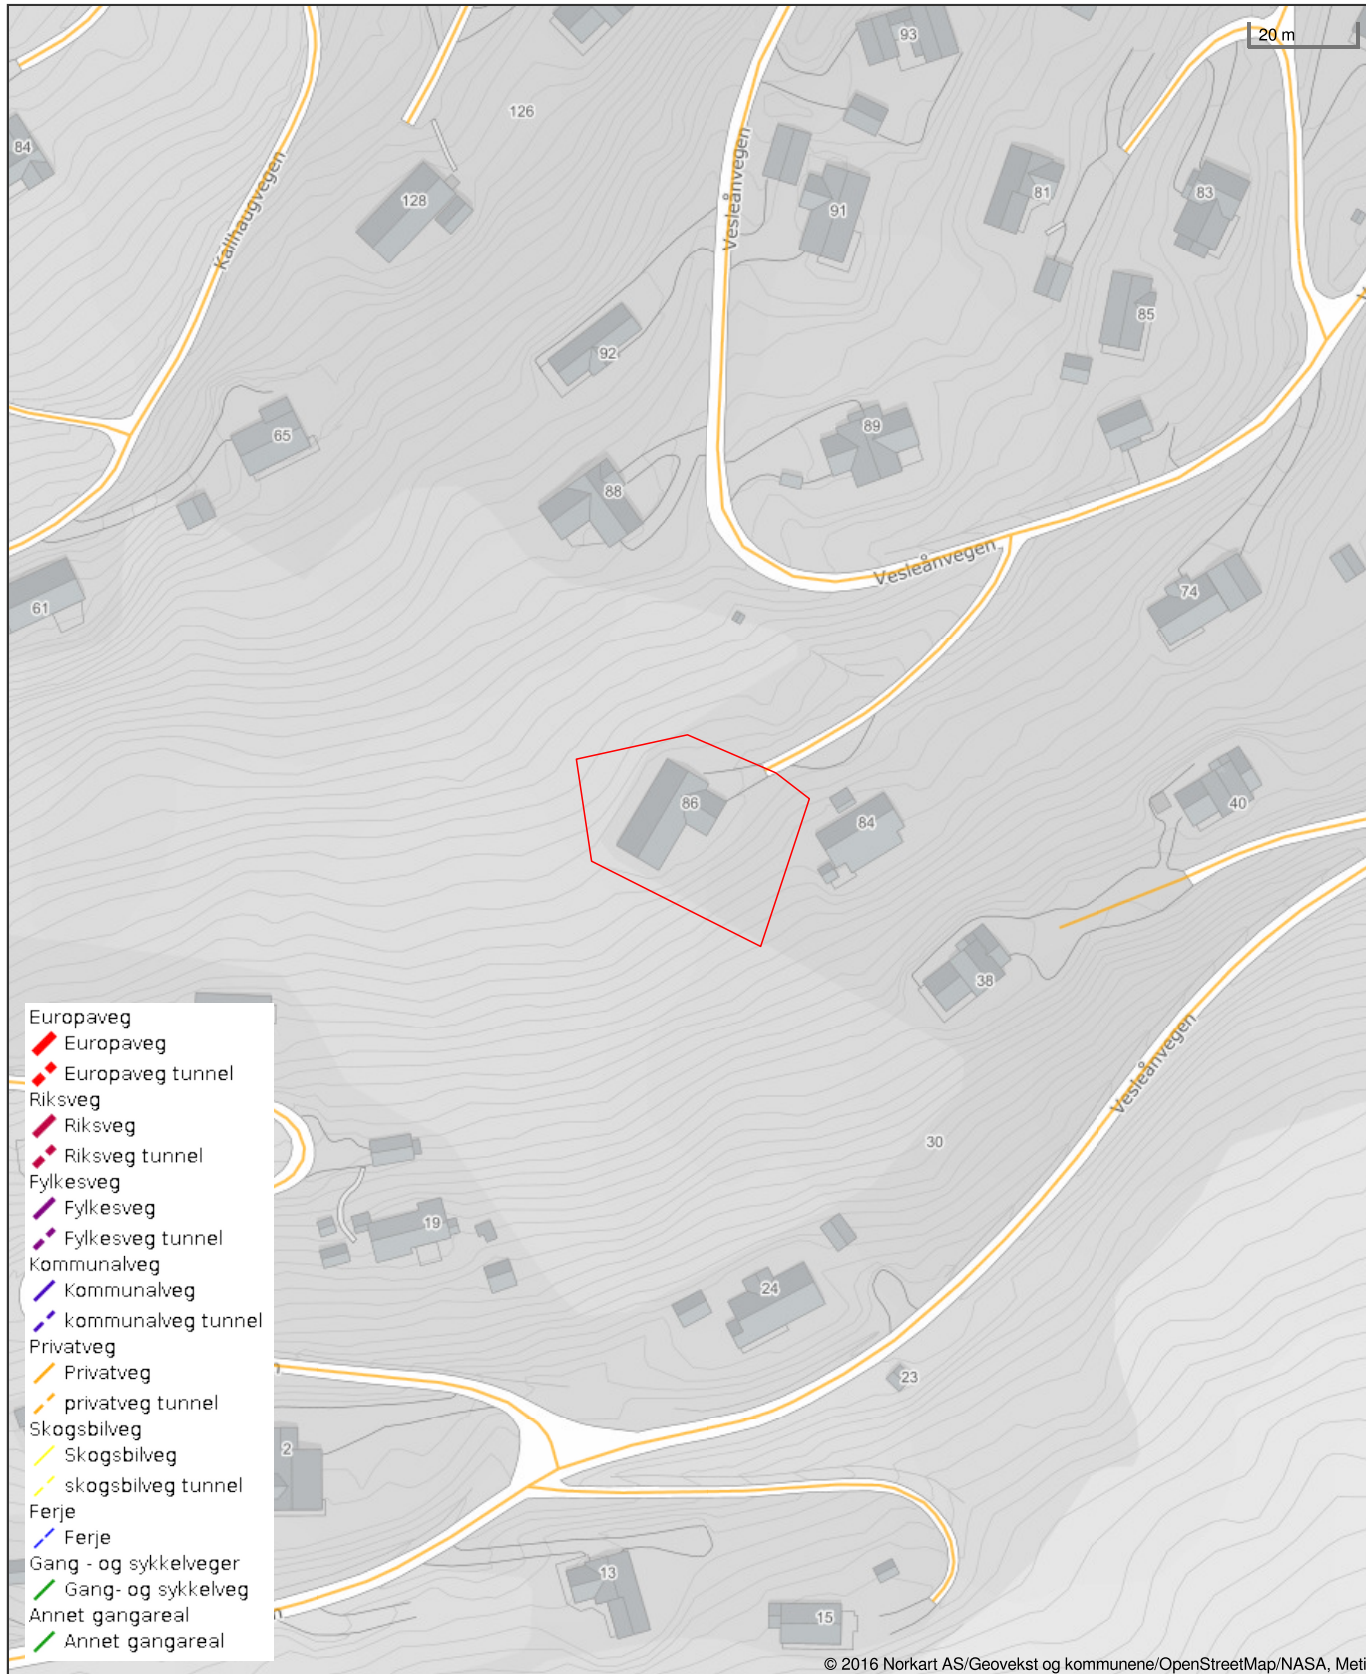 93
20 m
126
84
Vesleånvegen
Kallhaugvegen
128
91
81
83
85
92
65
89
88
Vesleånvegen
74
61
86
84
40
38
Vesleånvegen
30
19
24
23
2
13
15
Europaveg
Europaveg
Europaveg tunnel
Riksveg
Riksveg
Riksveg tunnel
Fylkesveg
Fylkesveg
Fylkesveg tunnel
Kommunalveg
Kommunalveg
kommunalveg tunnel
Privatveg
Privatveg
privatveg tunnel
Skogsbilveg
Skogsbilveg
skogsbilveg tunnel
Ferje
Ferje
Gang - og sykkelveger
Gang- og sykkelveg
Annet gangareal
Annet gangareal
© 2016 Norkart AS/Geovekst og kommunene/OpenStreetMap/NASA, Meti